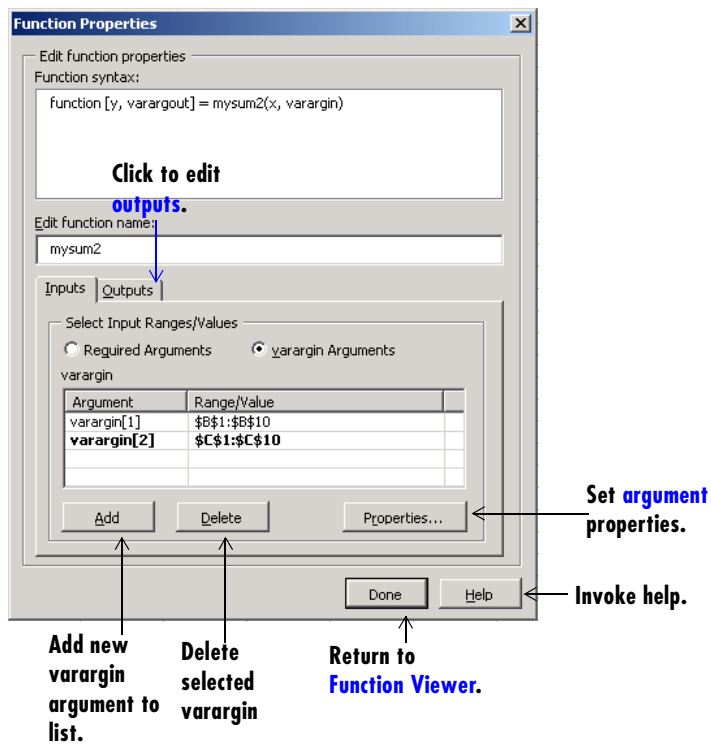 Function Properties
Edit function properties
Function syntax:
function [y, varargout] = mysum2(x, varargin)
Click to edit
outputs.
Edit function name:
mysum2
Inputs
Outputs
Select Input Ranges/Values
Required Arguments
varargin Arguments
varargin
Argument Range/Value
varargin[1] $B$1:$B$10
varargin[2] $C$1:$C$10
Add
Delete
Properties...
Set argument
properties.
Done
Help
Invoke help.
Add new
varargin
argument to
list.
Delete
selected
varargin
Return to
Function Viewer.